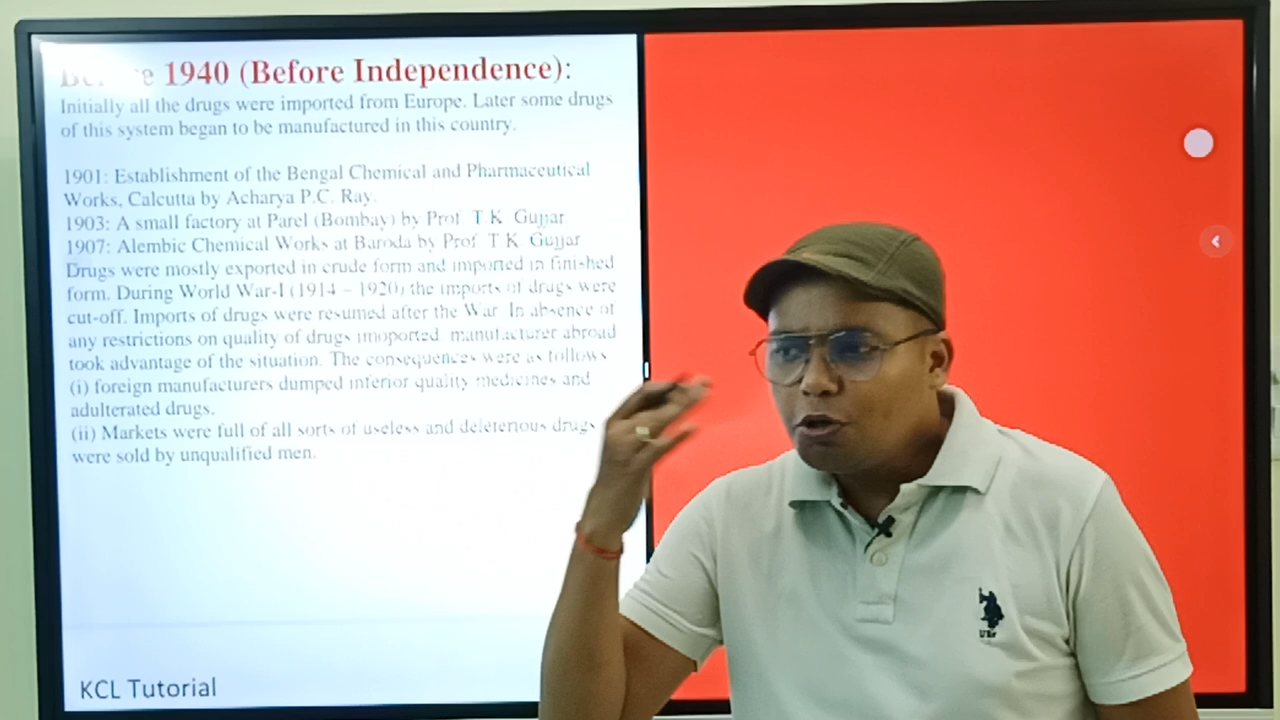 Before 1940 (Before Independence):
Initially all the drugs were imported from Europe. Later some drugs
of this system began to be manufactured in this country.
1901: Establishment of the Bengal Chemical and Pharmaceutical
Works, Calcutta by Acharya P.C. Ray.
1903: A small factory at Parel (Bombay) by Prof. T.K. Gujjar
1907: Alembic Chemical Works at Baroda by Prof. T.K. Gujjar
Drugs were mostly exported in crude form and imported in finished
form. During World War-I (1914 – 1920) the imports of drugs were
cut-off. Imports of drugs were resumed after the War. In absence of
any restrictions on quality of drugs imoported, manufacturer abroad
took advantage of the situation. The consequences were as follows
(i) foreign manufacturers dumped inferior quality medicines and
adulterated drugs.
(ii) Markets were full of all sorts of useless and deleterious drugs
were sold by unqualified men.
KCL Tutorial